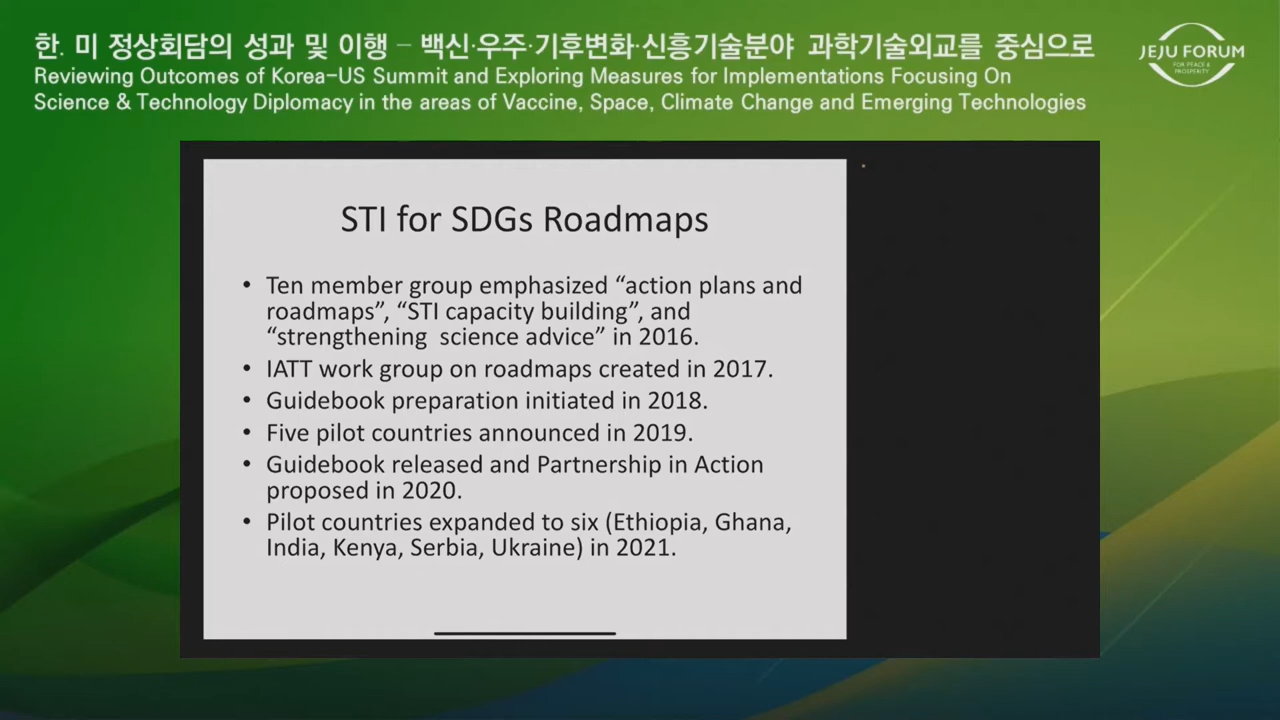 한. 미 정상회담의 성과 및 이행 – 백신·우주·기후변화·신흥기술분야 과학기술외교를 중심으로
Reviewing Outcomes of Korea-US Summit and Exploring Measures for Implementations Focusing On
Science & Technology Diplomacy in the areas of Vaccine, Space, Climate Change and Emerging Technologies
JEJU FORUM
FOR PEACE &
PROSPERITY
STI for SDGs Roadmaps
• Ten member group emphasized “action plans and
roadmaps”, “STI capacity building”, and
“strengthening science advice” in 2016.
• IATT work group on roadmaps created in 2017.
• Guidebook preparation initiated in 2018.
• Five pilot countries announced in 2019.
• Guidebook released and Partnership in Action
proposed in 2020.
• Pilot countries expanded to six (Ethiopia, Ghana,
India, Kenya, Serbia, Ukraine) in 2021.